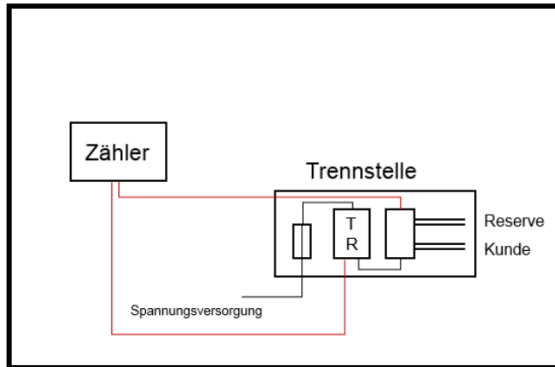 Zähler
Trennstelle
T
R
Reserve
Kunde
Spannungsversorgung